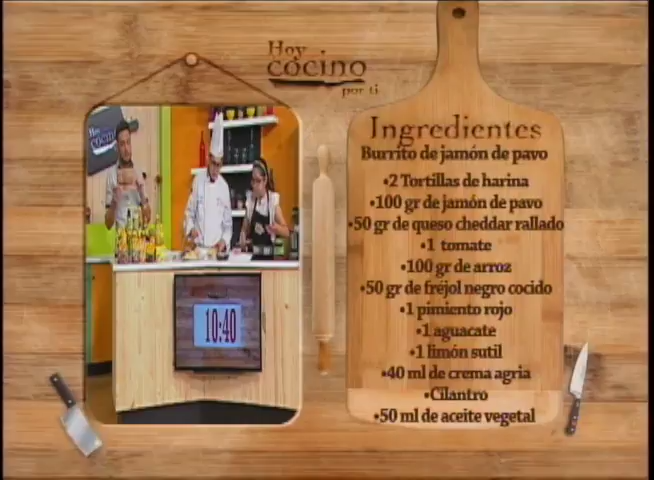 Hoy
cocino
por ti
Hoy
cocino
10:40
Ingredientes
Burrito de jamón de pavo
•2 Tortillas de harina
•100 gr de jamón de pavo
•50 gr de queso cheddar rallado
•1 tomate
•100 gr de arroz
•50 gr de fréjol negro cocido
•1 pimiento rojo
•1 aguacate
•1 limón sutil
•40 ml de crema agria
•Cilantro
•50 ml de aceite vegetal